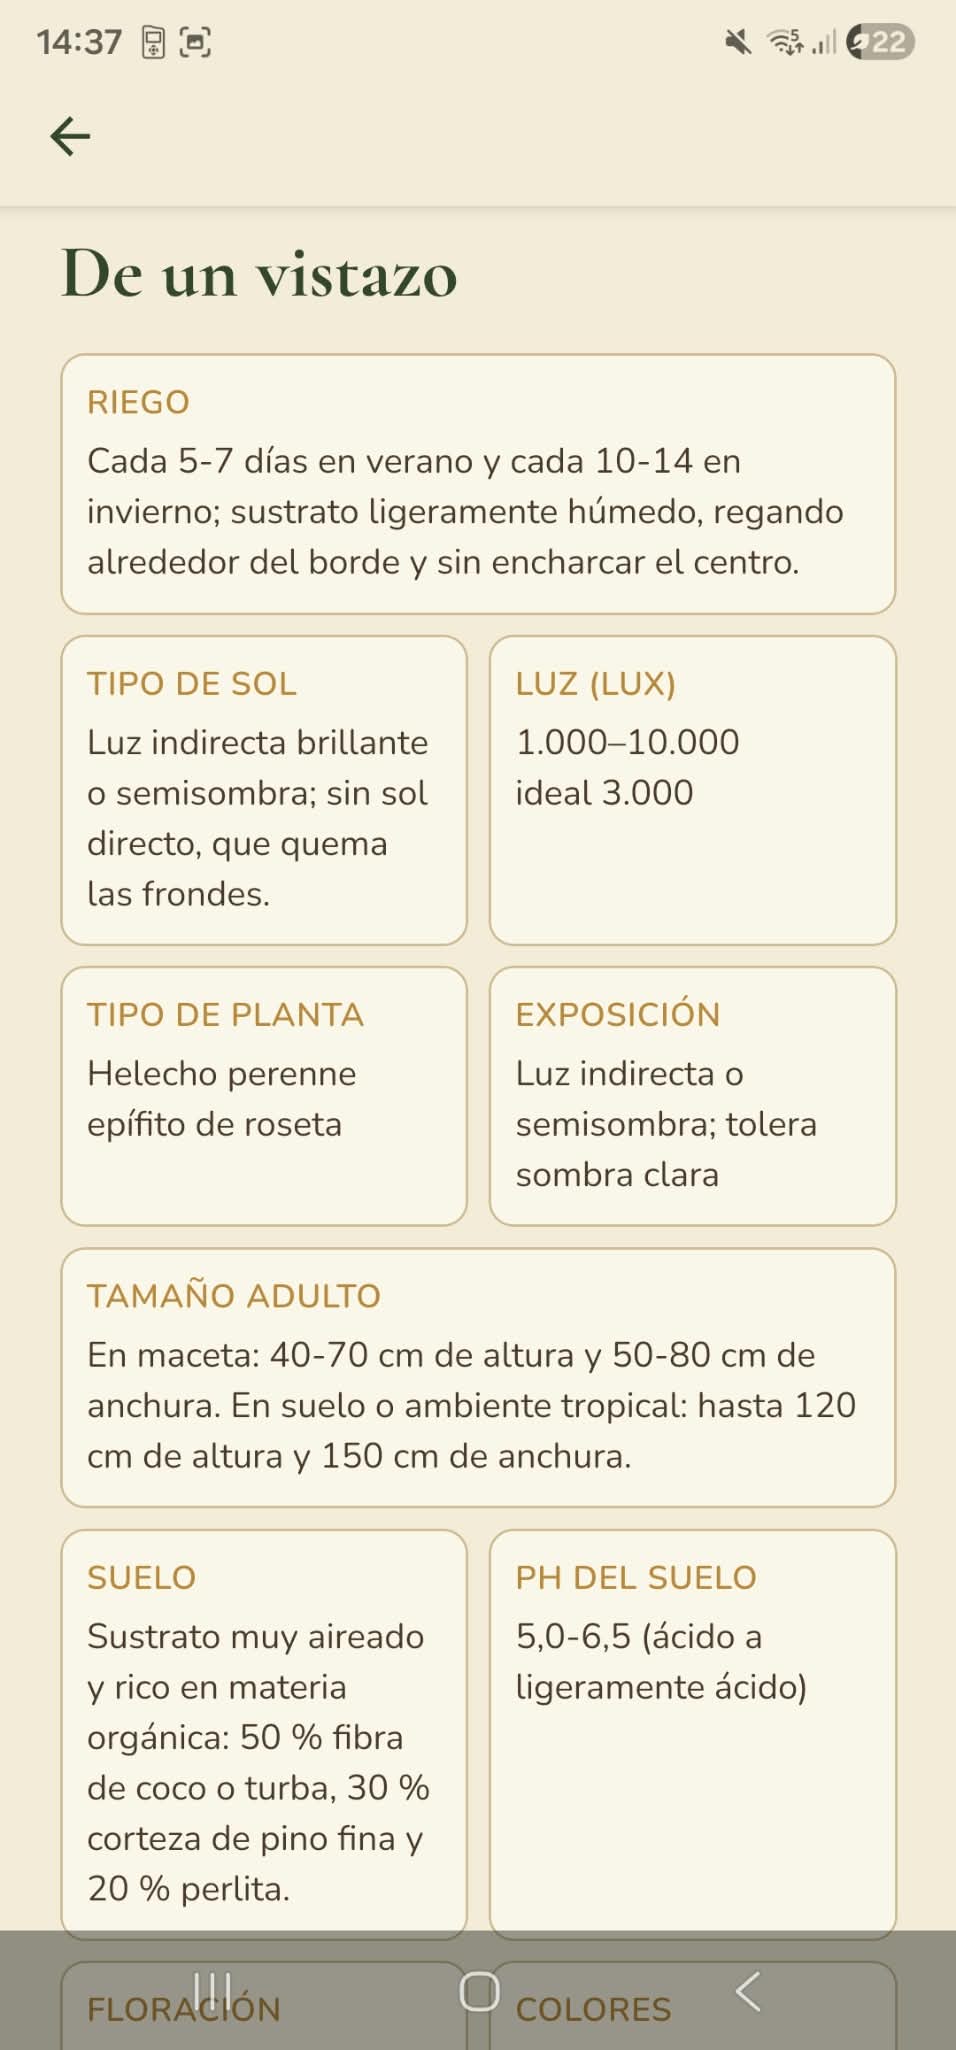 14:37
5
22
De un vistazo
RIEGO
Cada 5-7 días en verano y cada 10-14 en
invierno; sustrato ligeramente húmedo, regando
alrededor del borde y sin encharcar el centro.
TIPO DE SOL
Luz indirecta brillante
o semisombra; sin sol
directo, que quema
las frondes.
LUZ (LUX)
1.000–10.000
ideal 3.000
TIPO DE PLANTA
Helecho perenne
epífito de roseta
EXPOSICIÓN
Luz indirecta o
semisombra; tolera
sombra clara
TAMAÑO ADULTO
En maceta: 40-70 cm de altura y 50-80 cm de
anchura. En suelo o ambiente tropical: hasta 120
cm de altura y 150 cm de anchura.
SUELO
Sustrato muy aireado
y rico en materia
orgánica: 50 % fibra
de coco o turba, 30 %
corteza de pino fina y
20 % perlita.
PH DEL SUELO
5,0-6,5 (ácido a
ligeramente ácido)
FLORACIÓN
COLORES